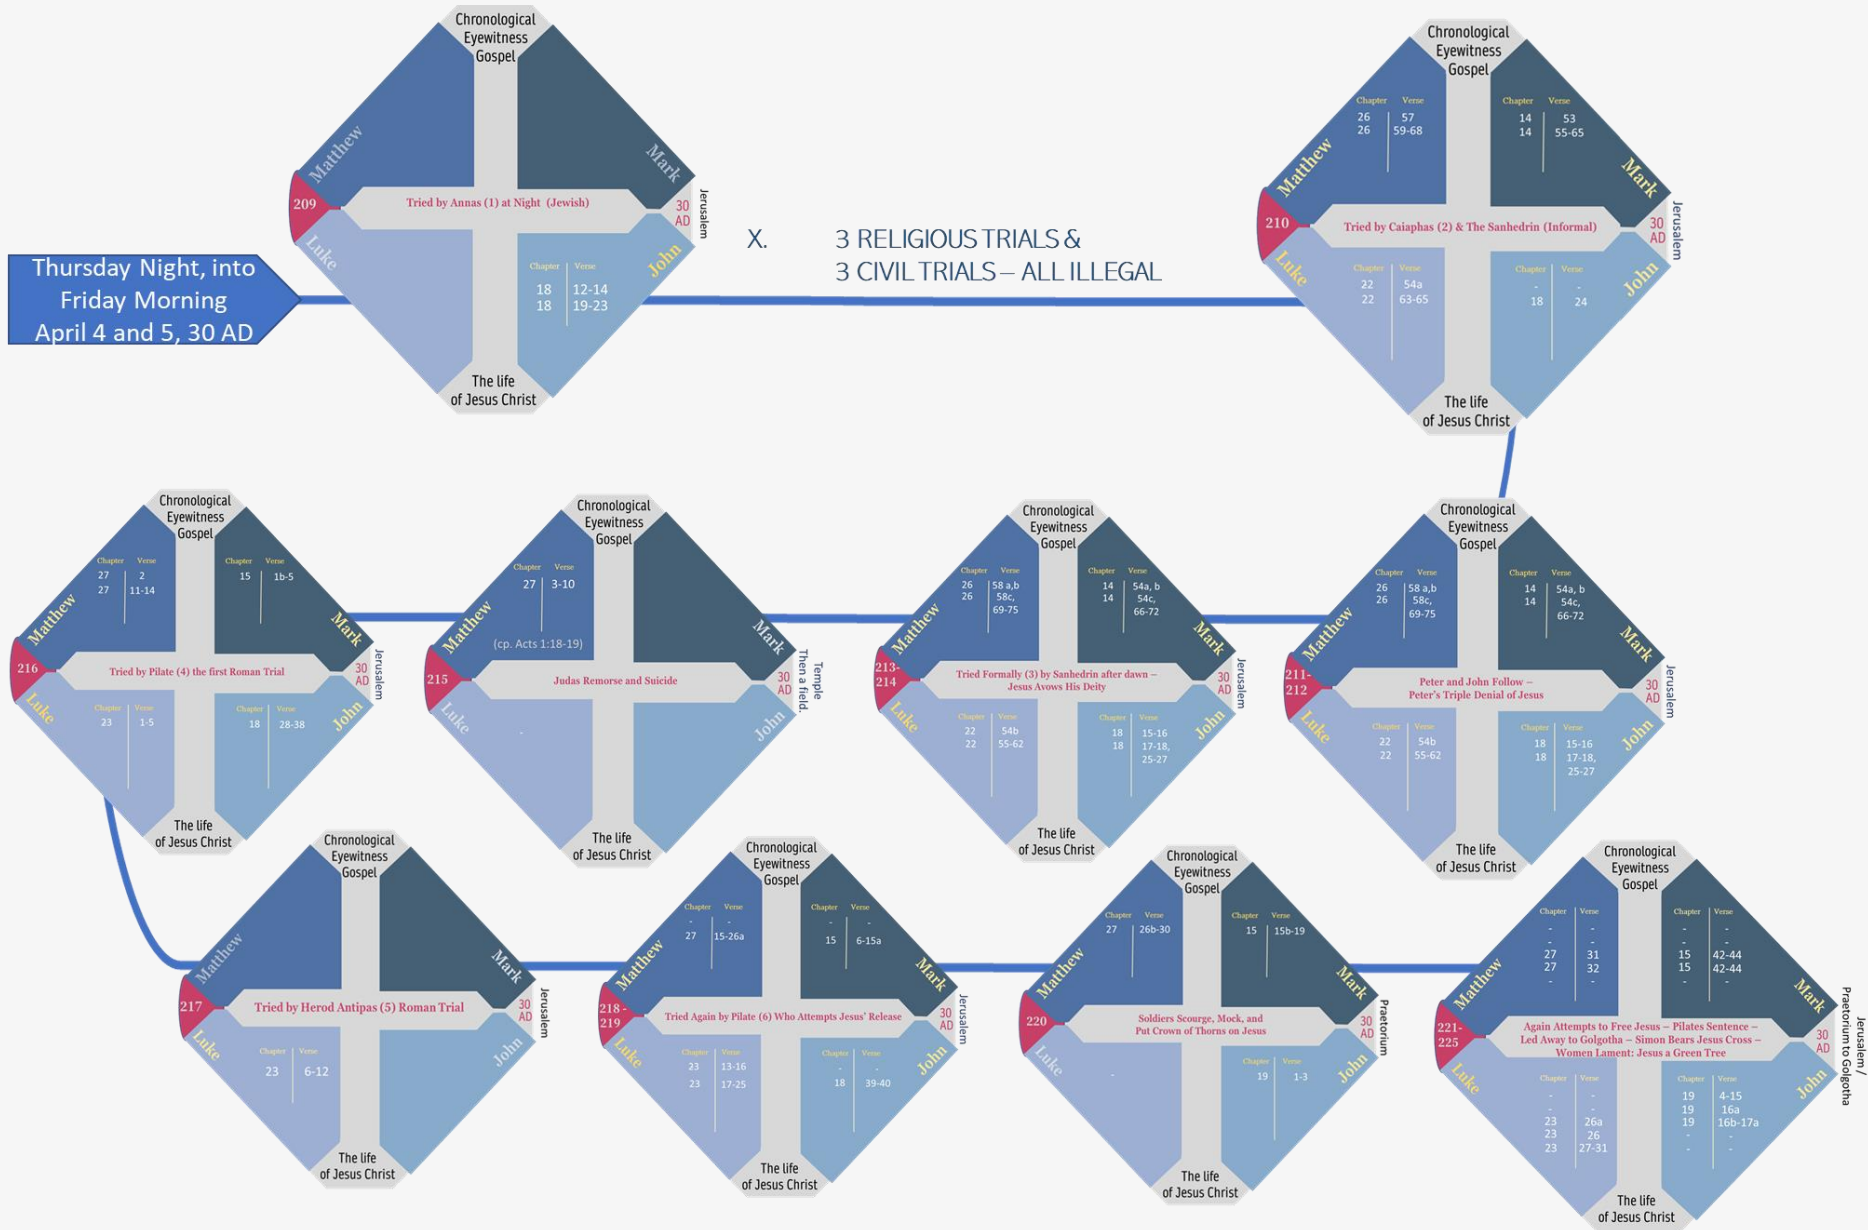 Thursday Night, into
Friday Morning
April 4 and 5, 30 AD
X. 3 RELIGIOUS TRIALS &
3 CIVIL TRIALS – ALL ILLEGAL
Chronological
Eyewitness
Gospel
Matthew
Mark
209
Tried by Annas (1) at Night (Jewish)
30
AD
Jerusalem
Luke
John
Chapter Verse
18 12-14
18 19-23
The life
of Jesus Christ
Chronological
Eyewitness
Gospel
Matthew
Chapter Verse
26 57
26 59-68
Mark
Chapter Verse
14 53
14 55-65
210
Tried by Caiaphas (2) & The Sanhedrin (Informal)
30
AD
Jerusalem
Luke
Chapter Verse
22 54a
22 63-65
John
Chapter Verse
- -
18 24
The life
of Jesus Christ
Chronological
Eyewitness
Gospel
Matthew
Chapter Verse
27 2
27 11-14
Mark
Chapter Verse
15 1b-5
216
Tried by Pilate (4) the first Roman Trial
30
AD
Jerusalem
Luke
Chapter Verse
23 1-5
John
Chapter Verse
18 28-38
The life
of Jesus Christ
Chronological
Eyewitness
Gospel
Matthew
Chapter Verse
27 3-10
(cp. Acts 1:18-19)
Mark
215
Judas Remorse and Suicide
30
AD
Temple
Then a field.
Luke
-
John
The life
of Jesus Christ
Chronological
Eyewitness
Gospel
Matthew
Chapter Verse
26 58 a,b
26 58c,
69-75
Mark
Chapter Verse
14 54a, b
14 54c,
66-72
213-
214
Tried Formally (3) by Sanhedrin after dawn –
Jesus Avows His Deity
30
AD
Jerusalem
Luke
Chapter Verse
22 54b
22 55-62
John
Chapter Verse
18 15-16
18 17-18,
25-27
The life
of Jesus Christ
Chronological
Eyewitness
Gospel
Matthew
Chapter Verse
26 58 a,b
26 58c,
69-75
Mark
Chapter Verse
14 54a, b
14 54c,
66-72
211-
212
Peter and John Follow –
Peter's Triple Denial of Jesus
30
AD
Jerusalem
Luke
Chapter Verse
22 54b
22 55-62
John
Chapter Verse
18 15-16
18 17-18,
25-27
The life
of Jesus Christ
Chronological
Eyewitness
Gospel
Matthew
Mark
217
Tried by Herod Antipas (5) Roman Trial
30
AD
Jerusalem
Luke
Chapter Verse
23 6-12
John
The life
of Jesus Christ
Chronological
Eyewitness
Gospel
Matthew
Chapter Verse
- -
27 15-26a
Mark
Chapter Verse
- -
15 6-15a
218 -
219
Tried Again by Pilate (6) Who Attempts Jesus' Release
30
AD
Jerusalem
Luke
Chapter Verse
23 13-16
23 17-25
John
Chapter Verse
- -
18 39-40
The life
of Jesus Christ
Chronological
Eyewitness
Gospel
Matthew
Chapter Verse
27 26b-30
Mark
Chapter Verse
15 15b-19
220
Soldiers Scourge, Mock, and
Put Crown of Thorns on Jesus
30
AD
Praetorium
Luke
-
John
Chapter Verse
19 1-3
The life
of Jesus Christ
Chronological
Eyewitness
Gospel
Matthew
Chapter Verse
- -
- -
27 31
27 32
- -
Mark
Chapter Verse
- -
- -
15 42-44
15 42-44
- -
221-
225
Again Attempts to Free Jesus – Pilates Sentence –
Led Away to Golgotha – Simon Bears Jesus Cross –
Women Lament: Jesus a Green Tree
30
AD
Jerusalem /
Praetorium to Golgotha
Luke
Chapter Verse
- -
- -
23 26a
23 26
23 27-31
John
Chapter Verse
19 4-15
19 16a
19 16b-17a
- -
- -
The life
of Jesus Christ